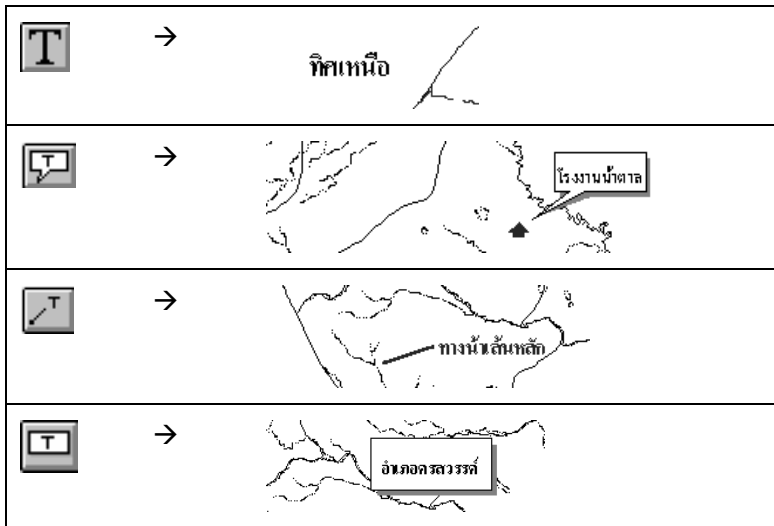 T → ทิศเหนือ
T → โรงงานน้ำตาล
T → ทางน้ำเส้นหลัก
T → อำเภอครสวรรค์